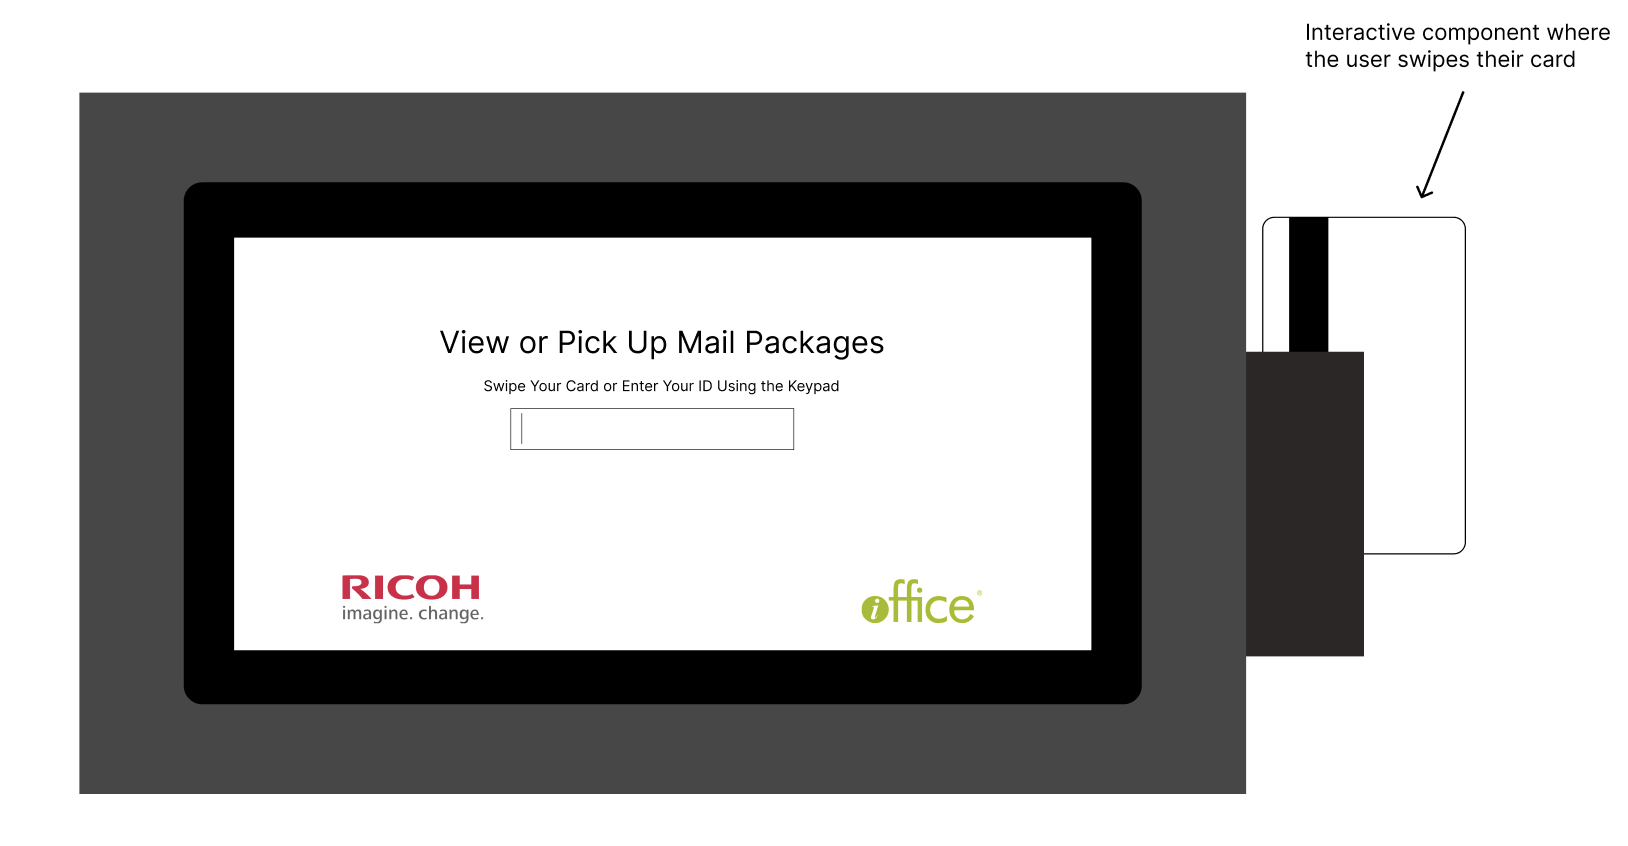 Interactive component where
the user swipes their card
View or Pick Up Mail Packages
Swipe Your Card or Enter Your ID Using the Keypad
RICOH
imagine. change.
iffice®